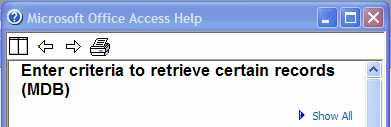 Microsoft Office Access Help
Enter criteria to retrieve certain records
(MDB)
Show All